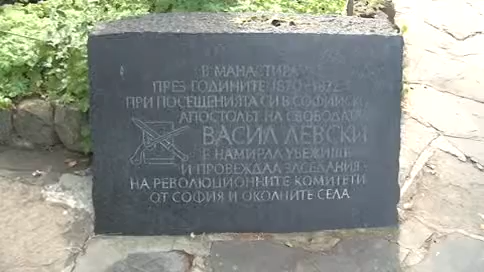 В МАНАСТИРА
ПРЕЗ ГОДИНИТЕ 1870-1872
ПРИ ПОСЕЩЕНИЯТА СИ В СОФИЙСКО
АПОСТОЛЪТ НА СВОБОДАТА
ВАСИЛ ЛЕВСКИ
Е НАМИРАЛ УБЕЖИЩЕ
И ПРОВЕЖДАЛ ЗАСЕДАНИЯ
НА РЕВОЛЮЦИОННИТЕ КОМИТЕТИ
ОТ СОФИЯ И ОКОЛНИТЕ СЕЛА